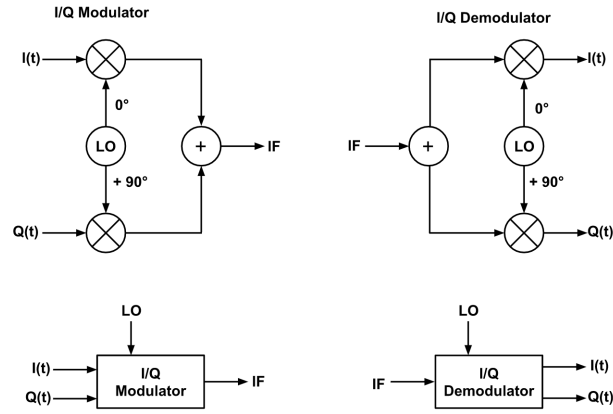 I/Q Modulator
I(t)
0°
LO
+
IF
+ 90°
Q(t)
I/Q Demodulator
I(t)
0°
IF
+
LO
+ 90°
Q(t)
LO
I(t)
Q(t)
I/Q
Modulator
IF
LO
IF
I/Q
Demodulator
I(t)
Q(t)